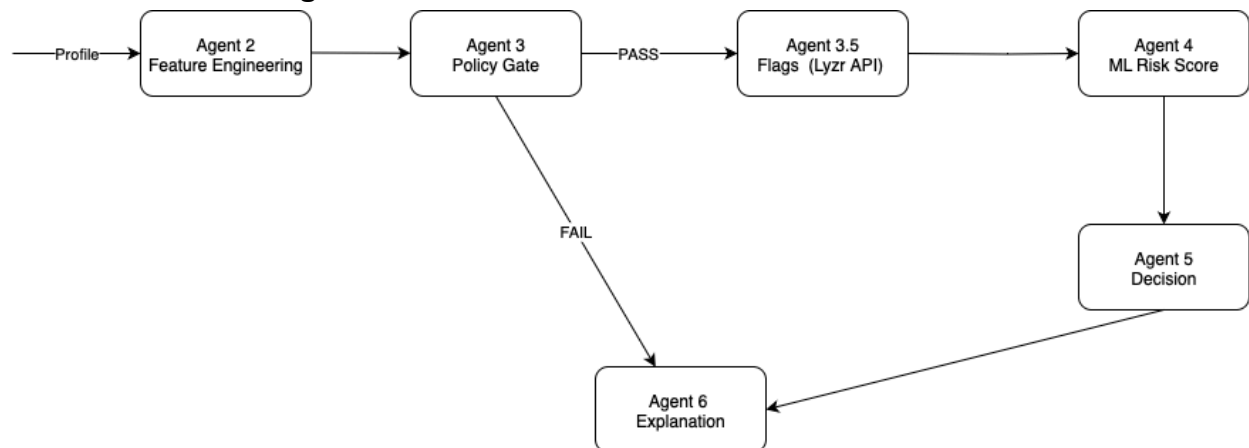 Profile
Agent 2
Feature Engineering
Agent 3
Policy Gate
PASS
Agent 3.5
Flags (Lyzr API)
Agent 4
ML Risk Score
FAIL
Agent 5
Decision
Agent 6
Explanation